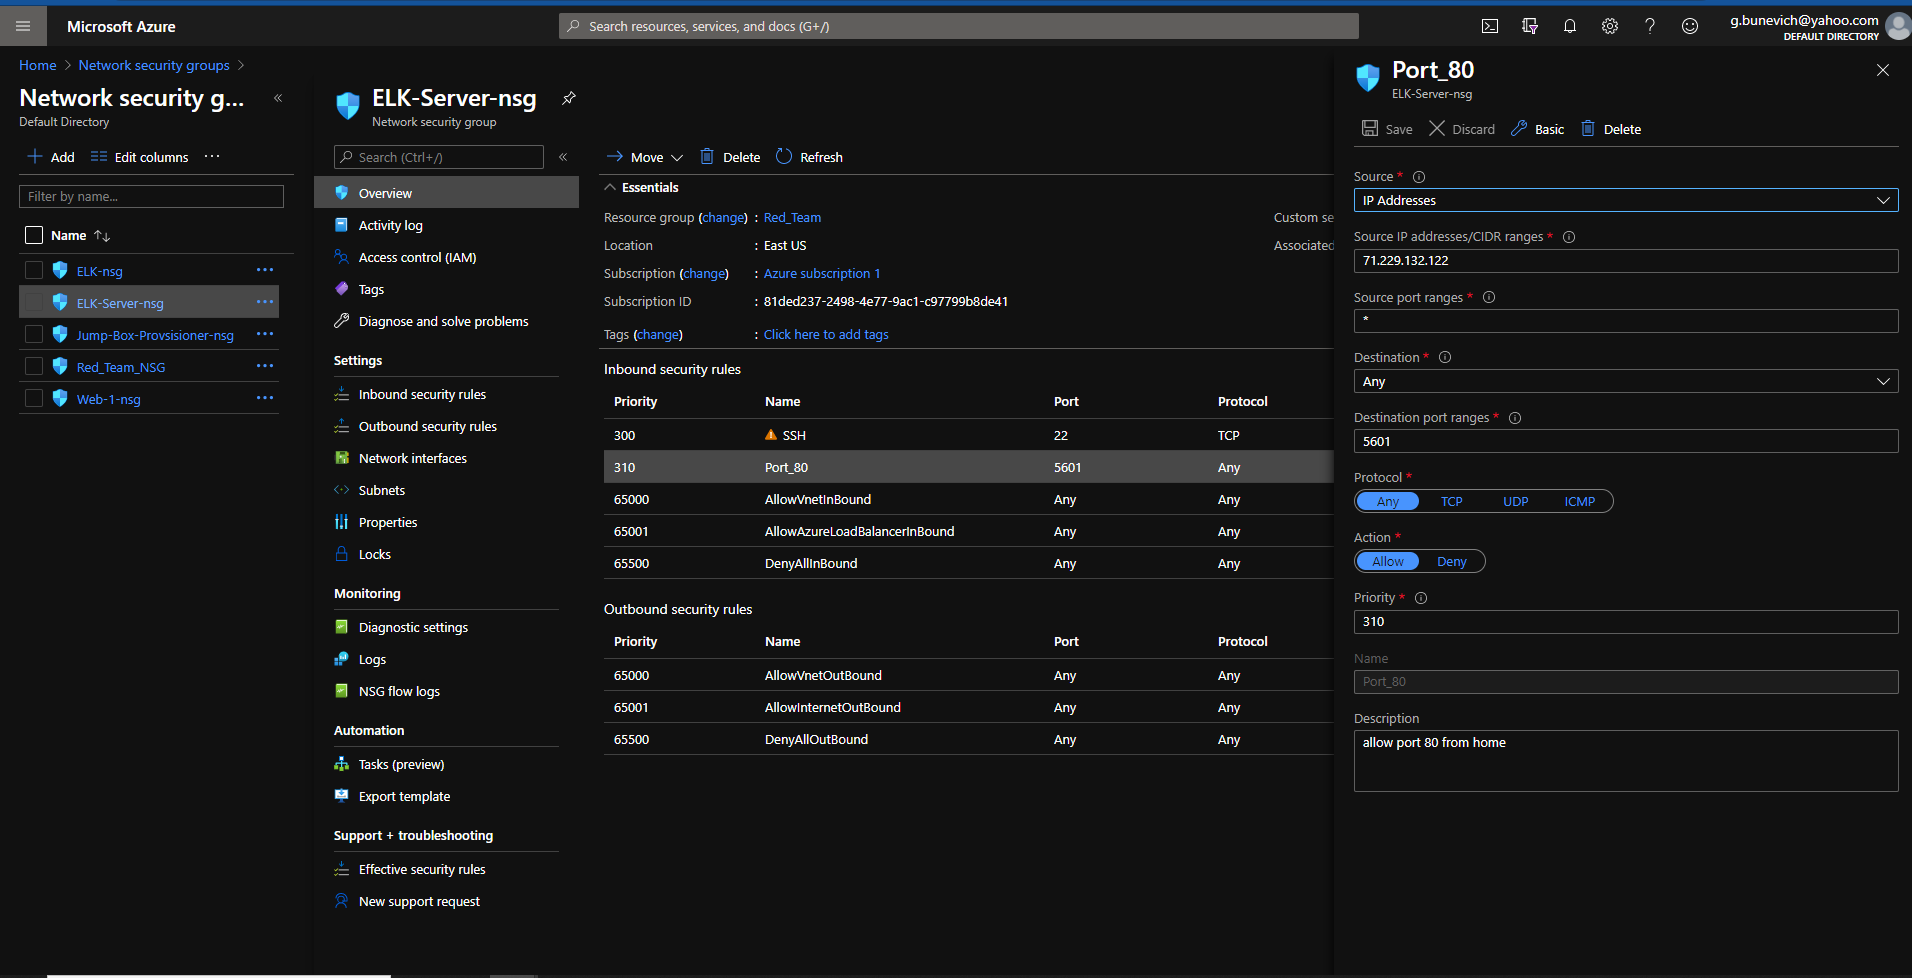 Microsoft Azure
Search resources, services, and docs (G+/)
g.bunevich@yahoo.com
DEFAULT DIRECTORY
Home > Network security groups >
Network security g...
Default Directory
Add Edit columns ...
Filter by name...
Name
ELK-nsg
ELK-Server-nsg
Jump-Box-Provsisioner-nsg
Red_Team_NSG
Web-1-nsg
ELK-Server-nsg
Network security group
Search (Ctrl+/)
Overview
Activity log
Access control (IAM)
Tags
Diagnose and solve problems
Settings
Inbound security rules
Outbound security rules
Network interfaces
Subnets
Properties
Locks
Monitoring
Diagnostic settings
Logs
NSG flow logs
Automation
Tasks (preview)
Export template
Support + troubleshooting
Effective security rules
New support request
Move Delete Refresh
Essentials
Resource group (change) : Red_Team
Custom se
Location : East US
Associated
Subscription (change) : Azure subscription 1
Subscription ID : 81ded237-2498-4e77-9ac1-c97799b8de41
Tags (change) : Click here to add tags
Inbound security rules
Priority Name Port Protocol
300 SSH 22 TCP
310 Port_80 5601 Any
65000 AllowVnetInBound Any Any
65001 AllowAzureLoadBalancerInBound Any Any
65500 DenyAllInBound Any Any
Outbound security rules
Priority Name Port Protocol
65000 AllowVnetOutBound Any Any
65001 AllowInternetOutBound Any Any
65500 DenyAllOutBound Any Any
Port_80
ELK-Server-nsg
Save Discard Basic Delete
Source *
IP Addresses
Source IP addresses/CIDR ranges *
71.229.132.122
Source port ranges *
*
Destination *
Any
Destination port ranges *
5601
Protocol *
Any TCP UDP ICMP
Action *
Allow Deny
Priority *
310
Name
Port_80
Description
allow port 80 from home